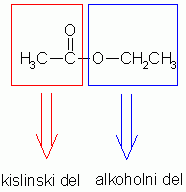 O
H3C—C—O—CH2CH3
kislinski del alkoholni del